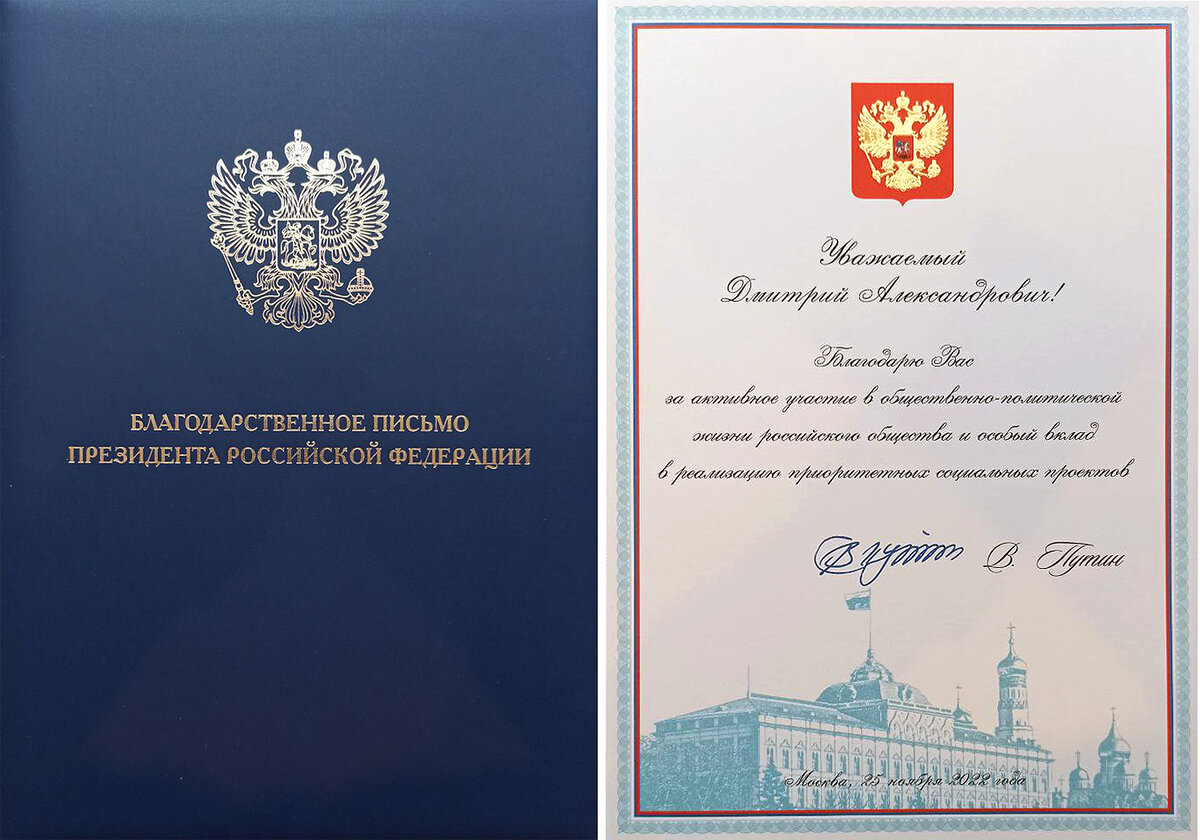 БЛАГОДАРСТВЕННОЕ ПИСЬМО
ПРЕЗИДЕНТА РОССИЙСКОЙ ФЕДЕРАЦИИ
Уважаемый
Дмитрий Александрович!
Благодарю Вас
за активное участие в общественно-политической
жизни российского общества и особый вклад
в реализацию приоритетных социальных проектов
В. Путин
Москва, 25 ноября 2022 года